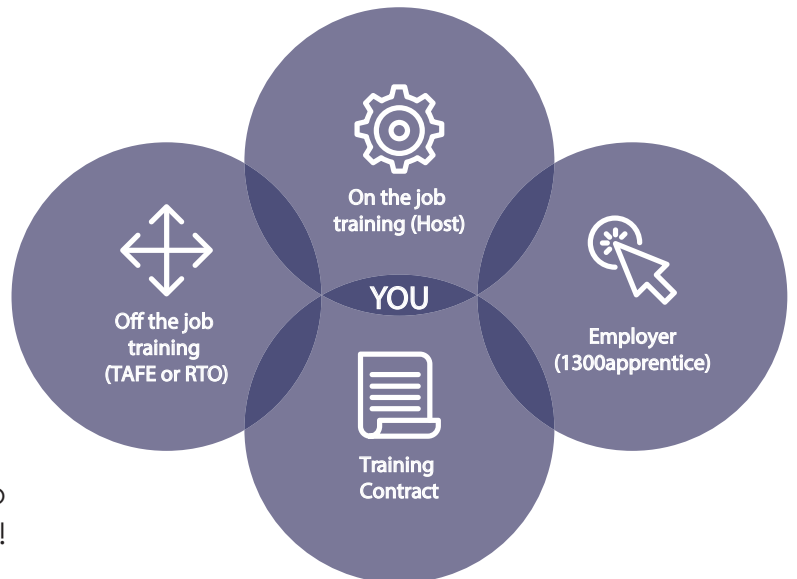 On the job
training (Host)
YOU
Off the job
training
(TAFE or RTO)
Employer
(1300apprentice)
Training
Contract
!